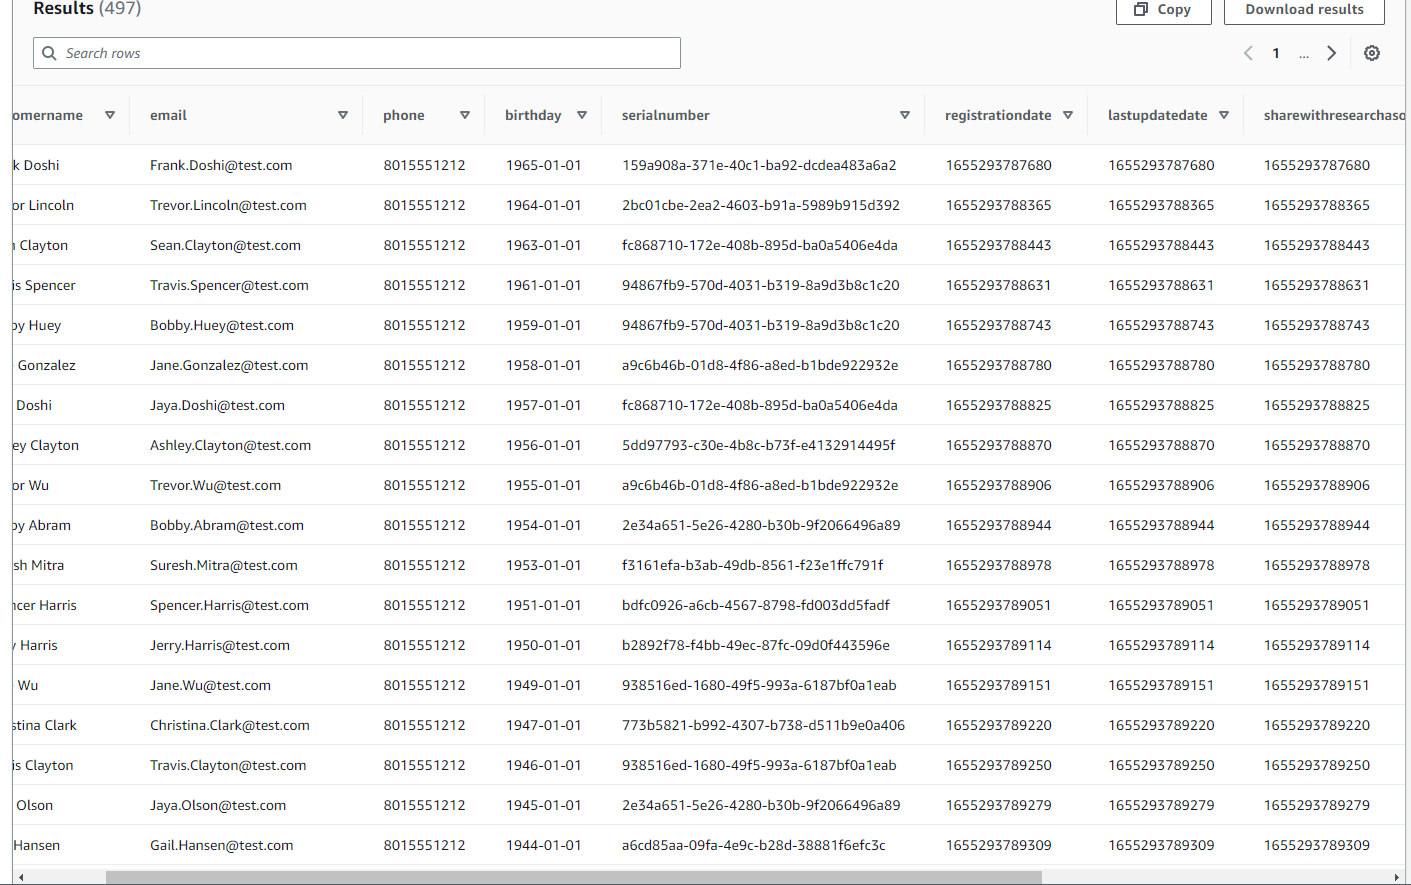 Results (497)
Copy
Download results
Search rows
1 ...
omername email phone birthday serialnumber registrationdate lastupdatedate sharewithresearchaso
k Doshi Frank.Doshi@test.com 8015551212 1965-01-01 159a908a-371e-40c1-ba92-dcdea483a6a2 1655293787680 1655293787680 1655293787680
or Lincoln Trevor.Lincoln@test.com 8015551212 1964-01-01 2bc01cbe-2ea2-4603-b91a-5989b915d392 1655293788365 1655293788365 1655293788365
n Clayton Sean.Clayton@test.com 8015551212 1963-01-01 fc868710-172e-408b-895d-ba0a5406e4da 1655293788443 1655293788443 1655293788443
is Spencer Travis.Spencer@test.com 8015551212 1961-01-01 94867fb9-570d-4031-b319-8a9d3b8c1c20 1655293788631 1655293788631 1655293788631
by Huey Bobby.Huey@test.com 8015551212 1959-01-01 94867fb9-570d-4031-b319-8a9d3b8c1c20 1655293788743 1655293788743 1655293788743
Gonzalez Jane.Gonzalez@test.com 8015551212 1958-01-01 a9c6b46b-01d8-4f86-a8ed-b1bde922932e 1655293788780 1655293788780 1655293788780
Doshi Jaya.Doshi@test.com 8015551212 1957-01-01 fc868710-172e-408b-895d-ba0a5406e4da 1655293788825 1655293788825 1655293788825
ey Clayton Ashley.Clayton@test.com 8015551212 1956-01-01 5dd97793-c30e-4b8c-b73f-e4132914495f 1655293788870 1655293788870 1655293788870
or Wu Trevor.Wu@test.com 8015551212 1955-01-01 a9c6b46b-01d8-4f86-a8ed-b1bde922932e 1655293788906 1655293788906 1655293788906
by Abram Bobby.Abram@test.com 8015551212 1954-01-01 2e34a651-5e26-4280-b30b-9f2066496a89 1655293788944 1655293788944 1655293788944
sh Mitra Suresh.Mitra@test.com 8015551212 1953-01-01 f3161efa-b3ab-49db-8561-f23e1ffc791f 1655293788978 1655293788978 1655293788978
ncer Harris Spencer.Harris@test.com 8015551212 1951-01-01 bdfc0926-a6cb-4567-8798-fd003dd5fadf 1655293789051 1655293789051 1655293789051
y Harris Jerry.Harris@test.com 8015551212 1950-01-01 b2892f78-f4bb-49ec-87fc-09d0f443596e 1655293789114 1655293789114 1655293789114
Wu Jane.Wu@test.com 8015551212 1949-01-01 938516ed-1680-49f5-993a-6187bf0a1eab 1655293789151 1655293789151 1655293789151
stina Clark Christina.Clark@test.com 8015551212 1947-01-01 773b5821-b992-4307-b738-d511b9e0a406 1655293789220 1655293789220 1655293789220
is Clayton Travis.Clayton@test.com 8015551212 1946-01-01 938516ed-1680-49f5-993a-6187bf0a1eab 1655293789250 1655293789250 1655293789250
Olson Jaya.Olson@test.com 8015551212 1945-01-01 2e34a651-5e26-4280-b30b-9f2066496a89 1655293789279 1655293789279 1655293789279
Hansen Gail.Hansen@test.com 8015551212 1944-01-01 a6cd85aa-09fa-4e9c-b28d-38881f6efc3c 1655293789309 1655293789309 1655293789309